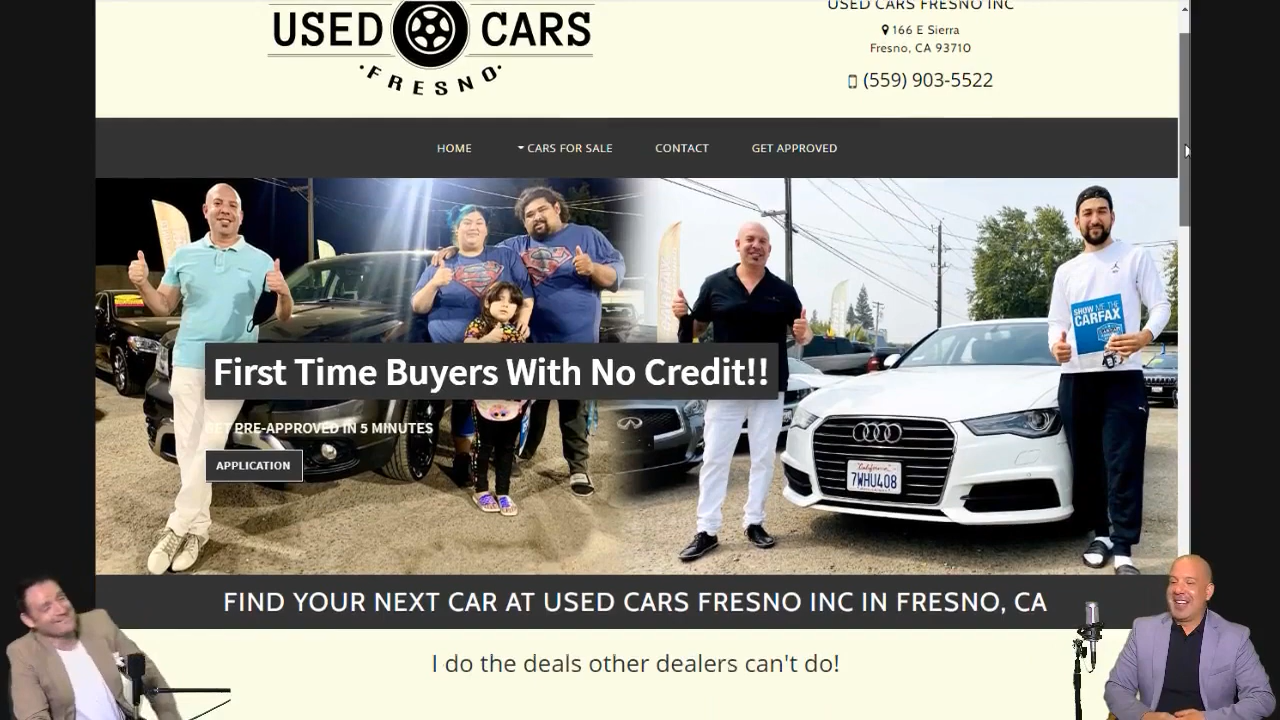 USED CARS
FRESNO
USED CARS FRESNO INC
166 E Sierra
Fresno, CA 93710
(559) 903-5522
HOME
CARS FOR SALE
CONTACT
GET APPROVED
SHOW ME THE
CARFAX
First Time Buyers With No Credit!!
GET PRE-APPROVED IN 5 MINUTES
APPLICATION
California
7WHU408
FIND YOUR NEXT CAR AT USED CARS FRESNO INC IN FRESNO, CA
I do the deals other dealers can't do!